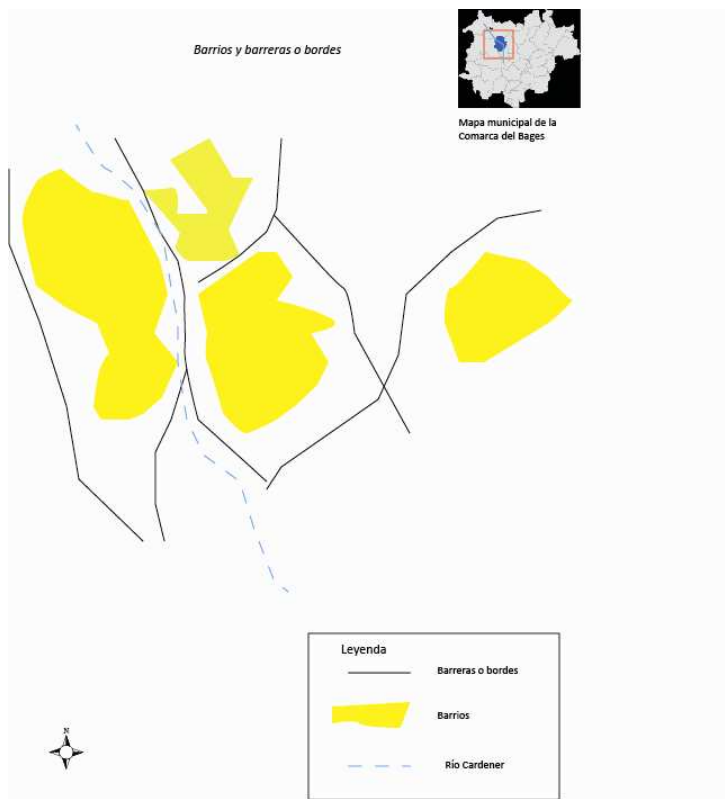 Barrios y barreras o bordes
Mapa municipal de la
Comarca del Bages
N
Leyenda
Barreras o bordes
Barrios
Río Cardener